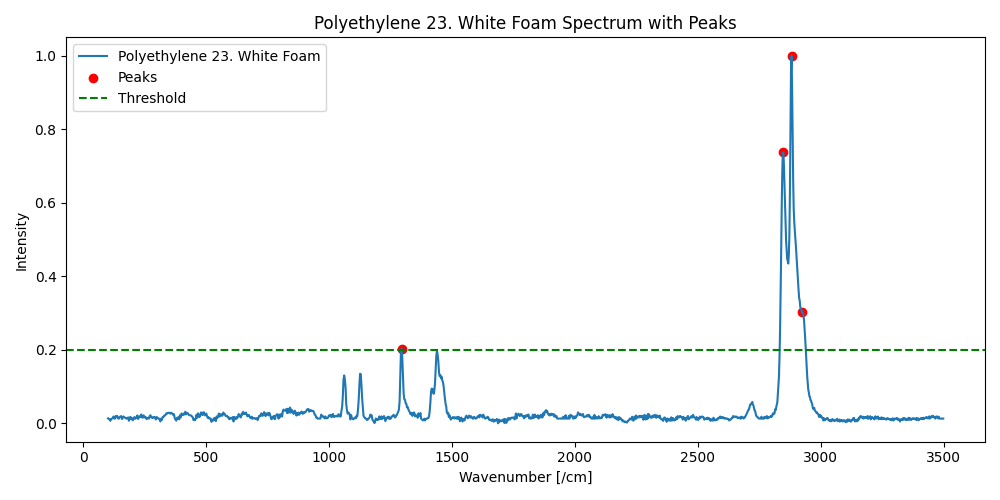 Polyethylene 23. White Foam Spectrum with Peaks
Polyethylene 23. White Foam
Peaks
Threshold
Intensity
1.0
0.8
0.6
0.4
0.2
0.0
0 500 1000 1500 2000 2500 3000 3500
Wavenumber [/cm]